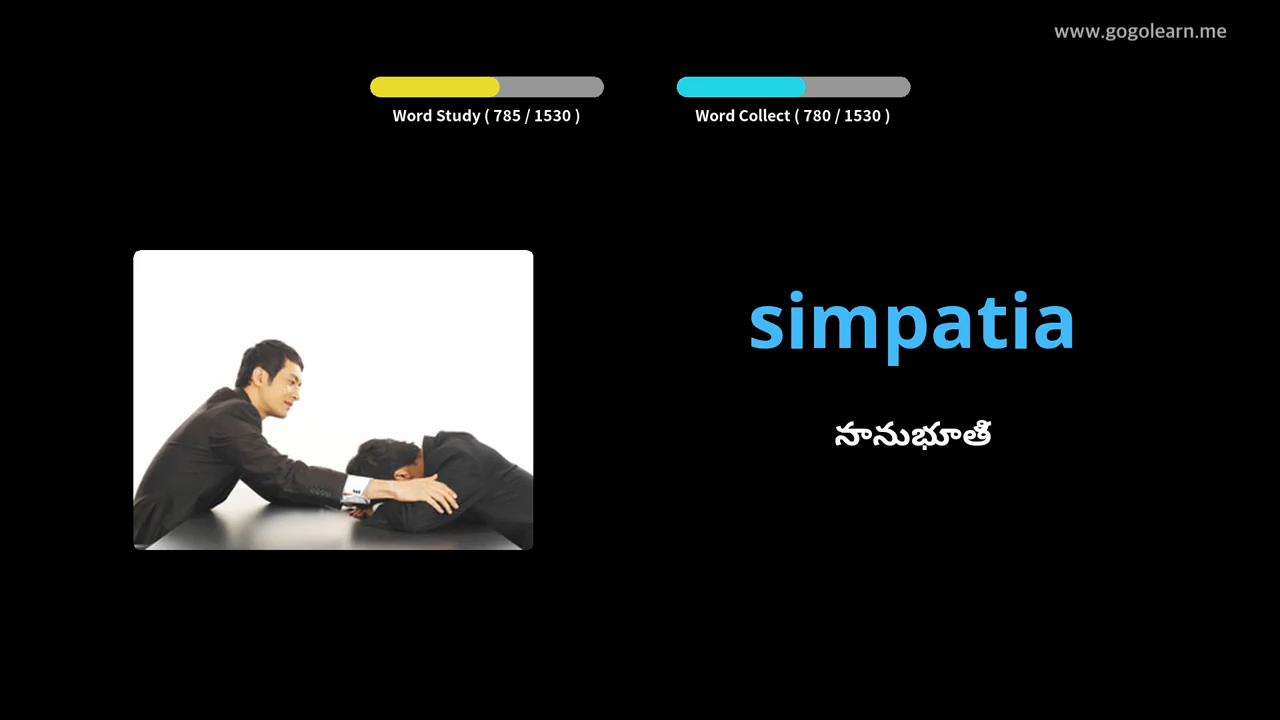 www.gogolearn.me
Word Study ( 785 / 1530 )
Word Collect ( 780 / 1530 )
simpatia
నానుభూతి